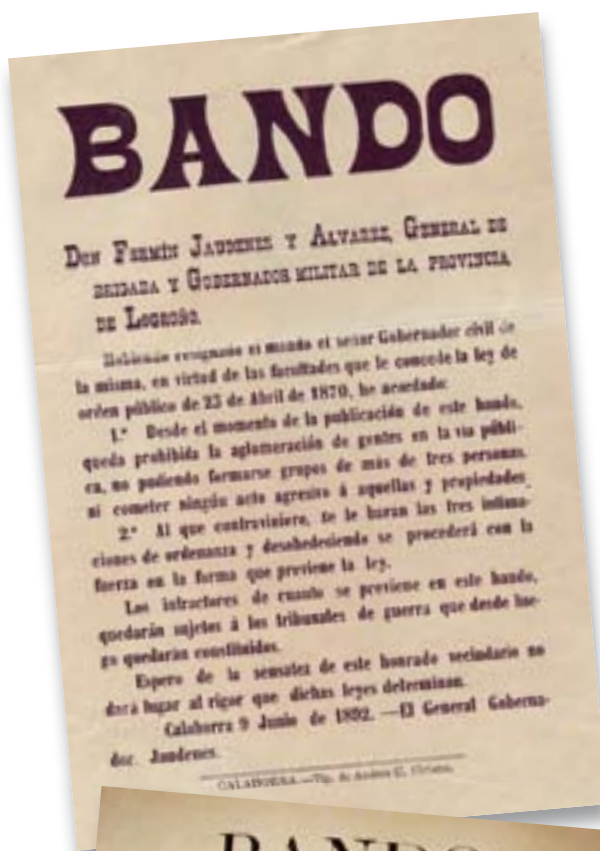 BANDO
DON FERMÍN JAUDENES Y ALVAREZ, GENERAL DE
BRIGADA Y GOBERNADOR MILITAR DE LA PROVINCIA
DE LOGROÑO.
Habiendo resignado el mando el señor Gobernador civil de
la misma, en virtud de las facultades que le concede la ley de
orden público de 23 de Abril de 1870, he acordado:
1.º Desde el momento de la publicación de este bando,
queda prohibida la aglomeración de gentes en la via públi-
ca, no pudiendo formarse grupos de más de tres personas
ni cometer ningún acto agresivo á aquellas y propiedades.
2.º Al que contraviniere, se le harán las tres intima-
ciones de ordenanza y desobedeciendo se procederá con la
fuerza en la forma que previene la ley.
Los infractores de cuanto se previene en este bando,
quedarán sujetos á los tribunales de guerra que desde lue-
go quedarán constituidos.
Espero de la sensatez de este honrado vecindario no
dará lugar al rigor que dichas leyes determinan.
Calahorra 9 Junio de 1892. —El General Goberna-
dor, Jaudenes.
CALAHORRA.—Tip. de
BANDO